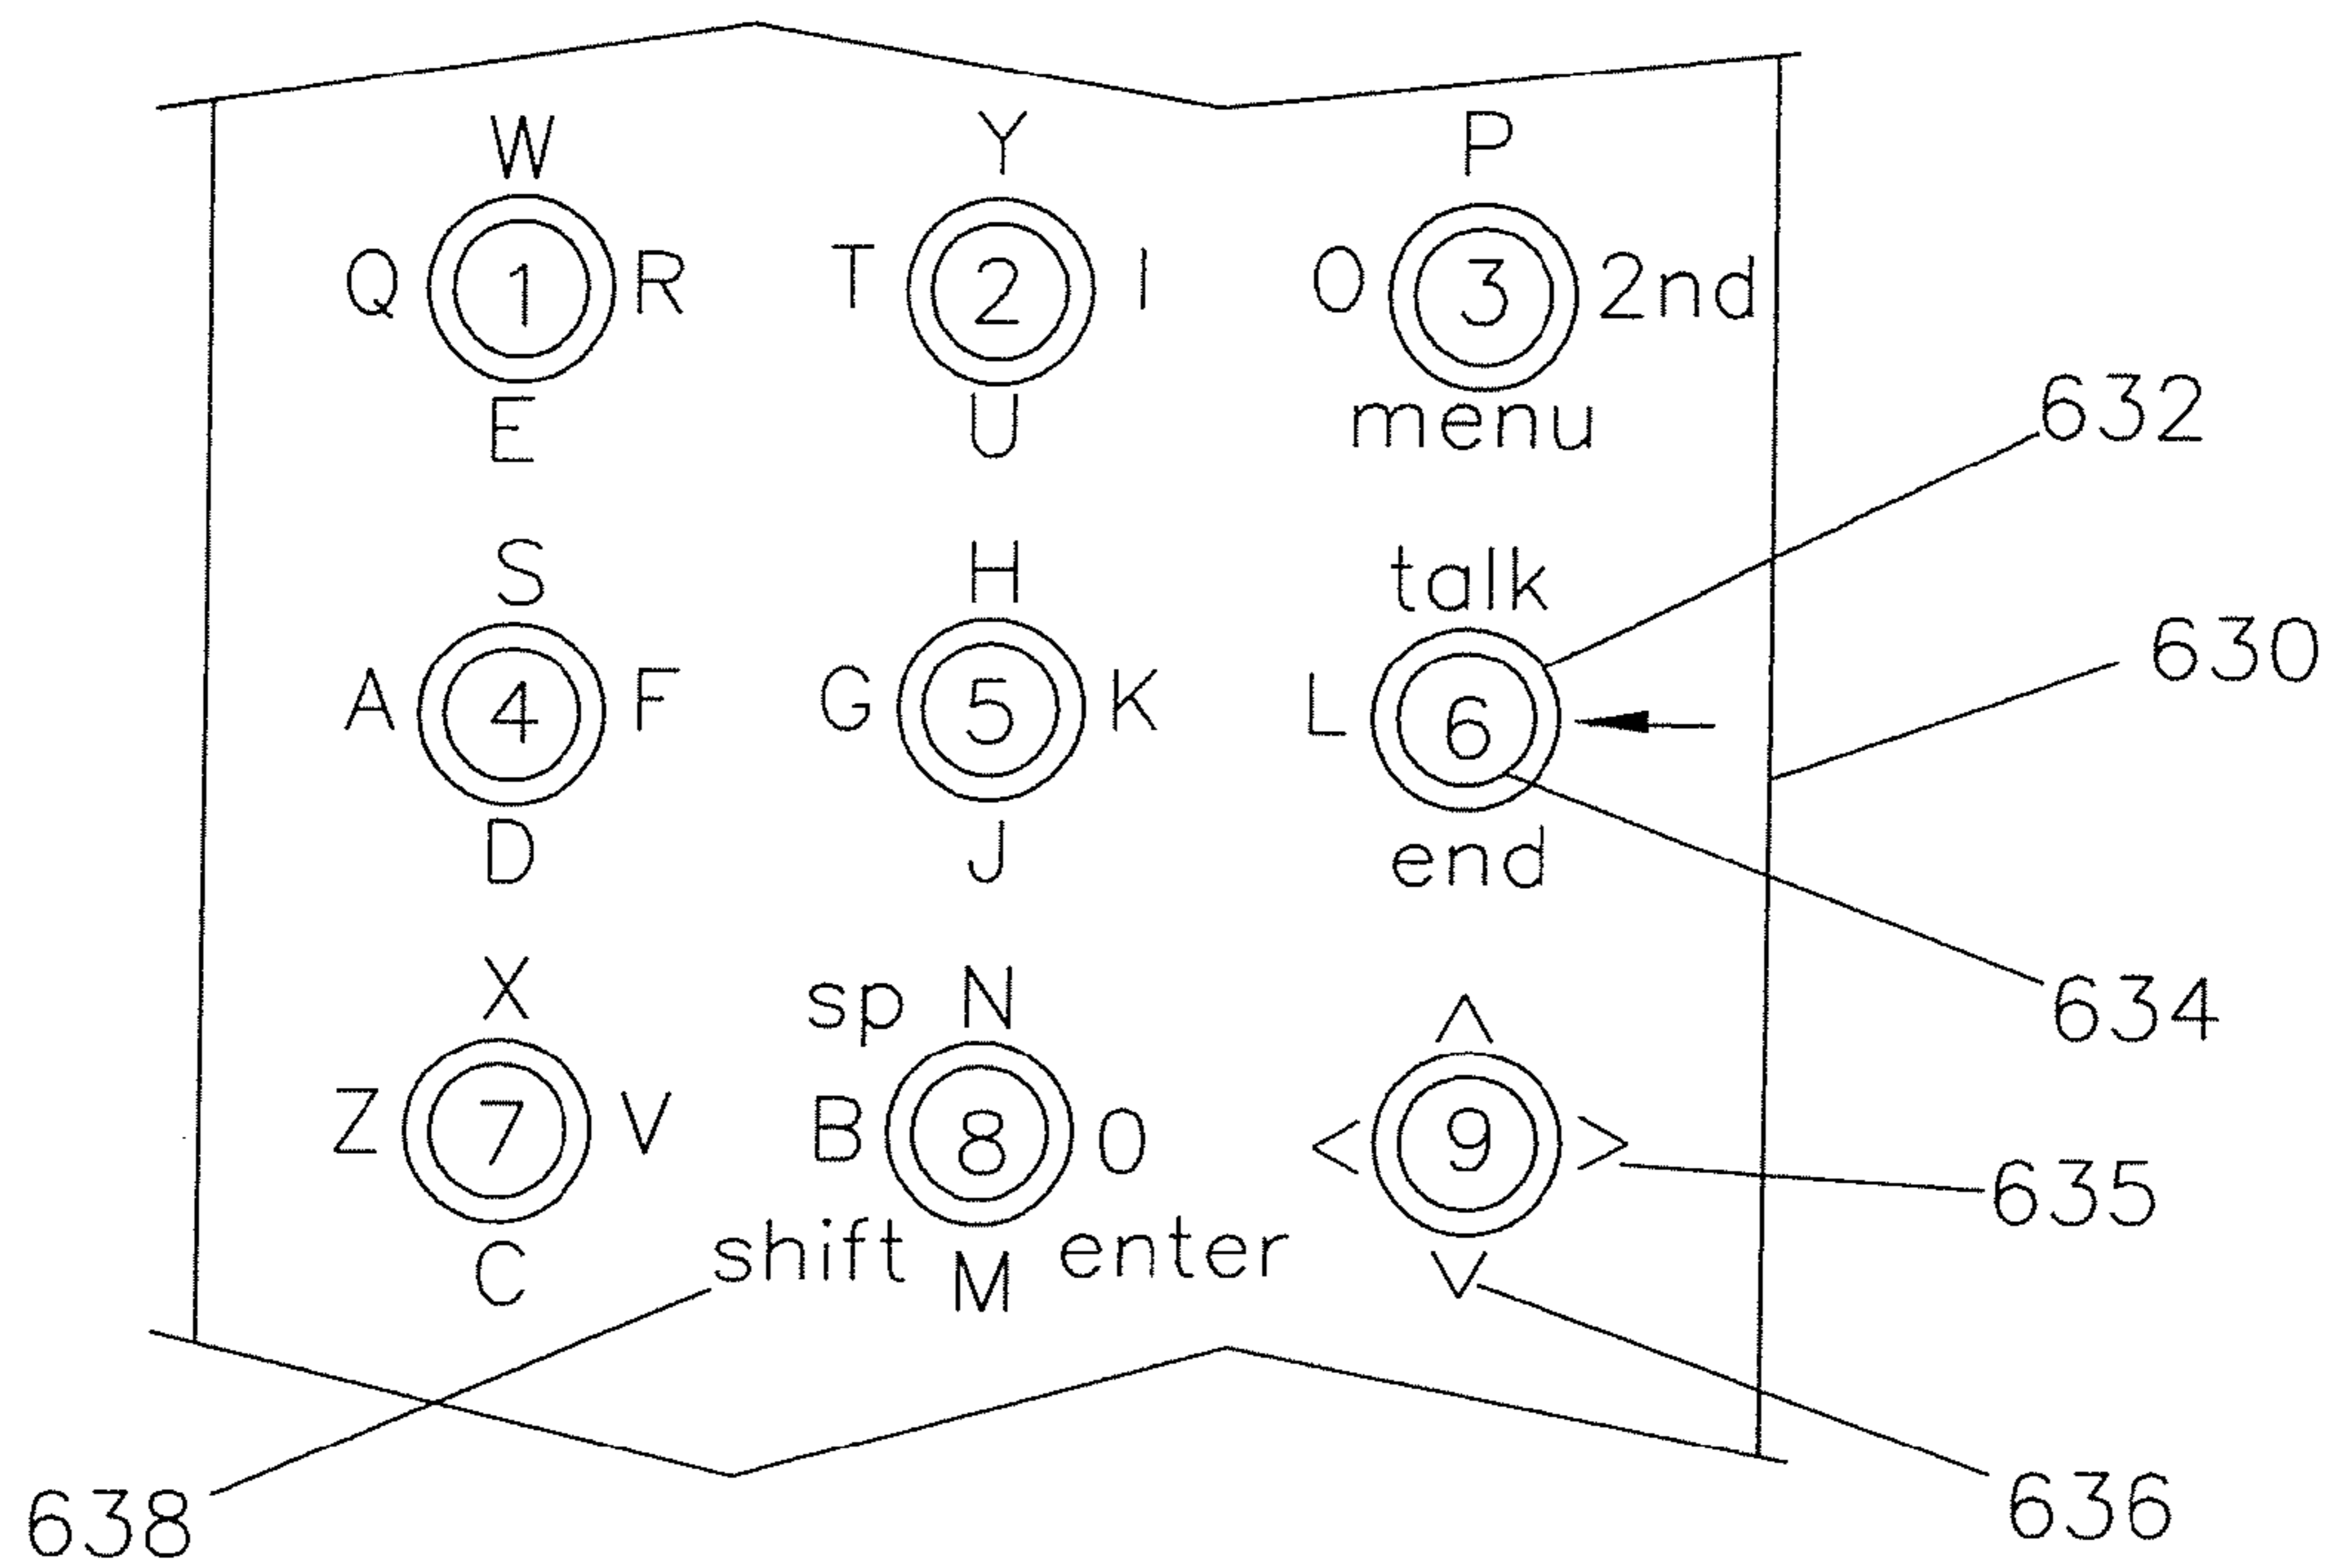 W Y P
Q 1 R T 2 I O 3 2nd
E U menu
632
S H talk
630
A 4 F G 5 K L 6
D J end
634
X sp N ^
Z 7 V B 8 0 < 9 >
635
C shift M enter v
638 636